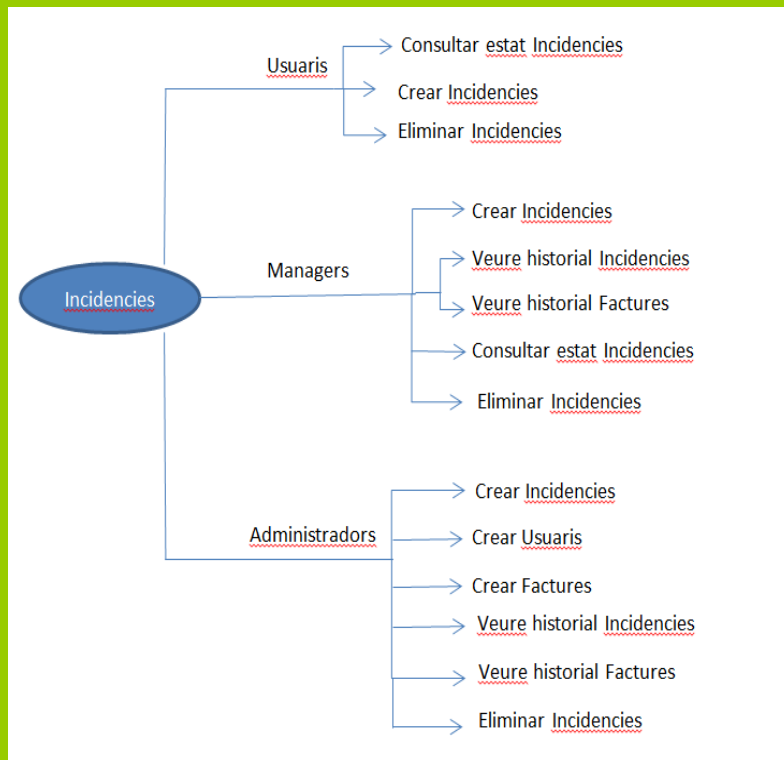 Usuaris
Consultar estat Incidencies
Crear Incidencies
Eliminar Incidencies
Incidencies
Managers
Crear Incidencies
Veure historial Incidencies
Veure historial Factures
Consultar estat Incidencies
Eliminar Incidencies
Administradors
Crear Incidencies
Crear Usuaris
Crear Factures
Veure historial Incidencies
Veure historial Factures
Eliminar Incidencies